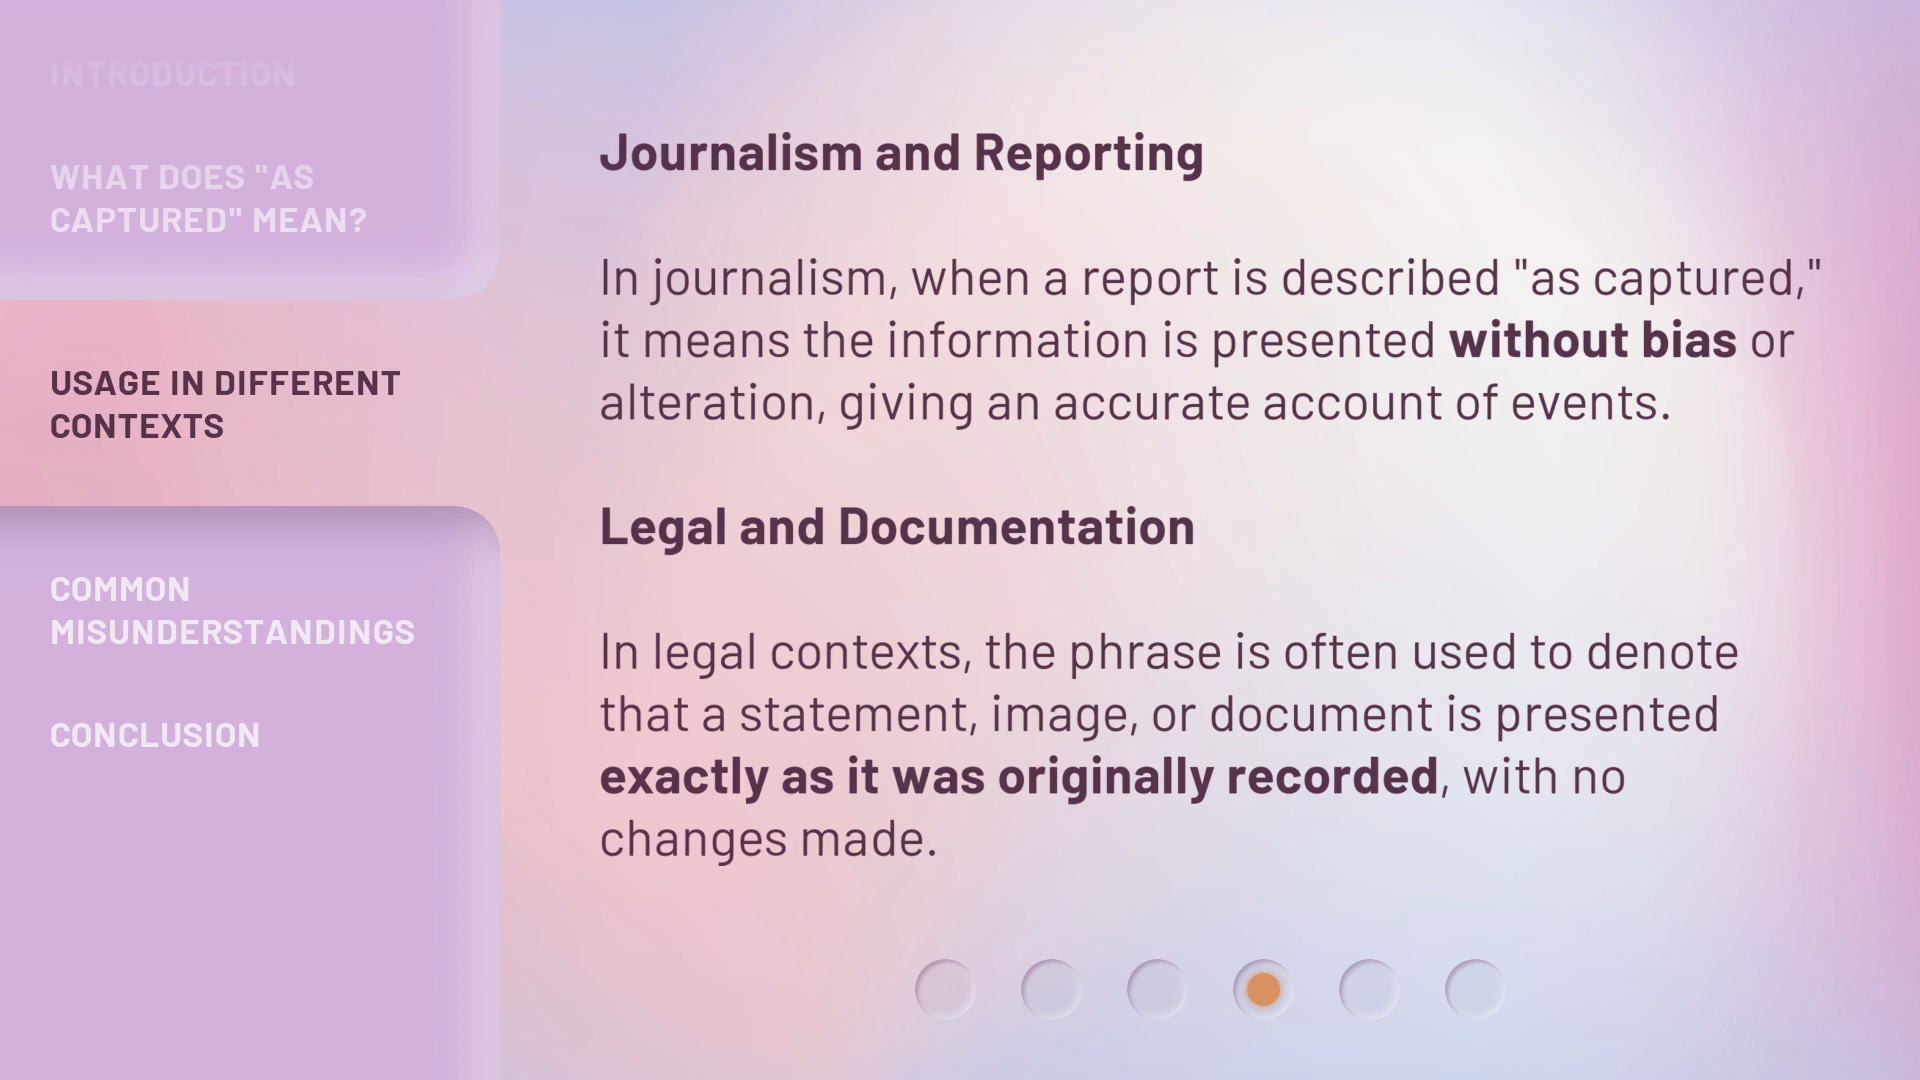 INTRODUCTION
WHAT DOES "AS
CAPTURED" MEAN?
USAGE IN DIFFERENT
CONTEXTS
COMMON
MISUNDERSTANDINGS
CONCLUSION
Journalism and Reporting
In journalism, when a report is described "as captured,"
it means the information is presented without bias or
alteration, giving an accurate account of events.
Legal and Documentation
In legal contexts, the phrase is often used to denote
that a statement, image, or document is presented
exactly as it was originally recorded, with no
changes made.